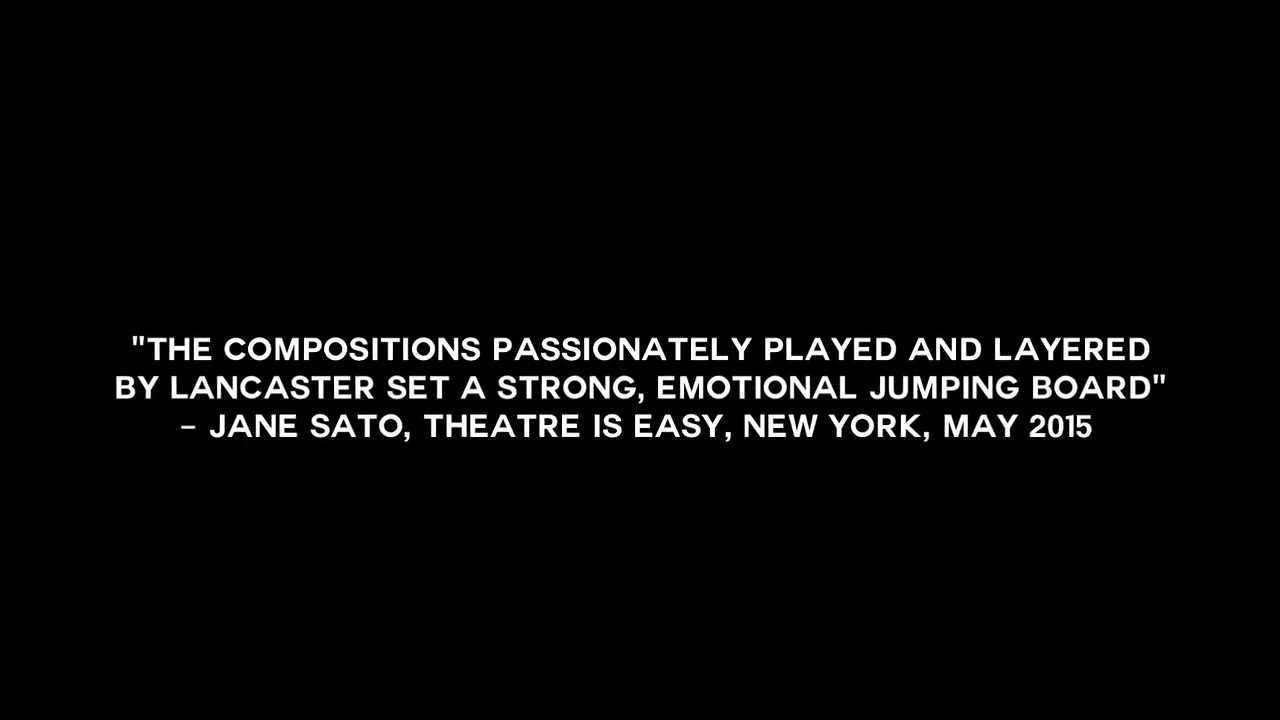 "THE COMPOSITIONS PASSIONATELY PLAYED AND LAYERED
BY LANCASTER SET A STRONG, EMOTIONAL JUMPING BOARD"
– JANE SATO, THEATRE IS EASY, NEW YORK, MAY 2015